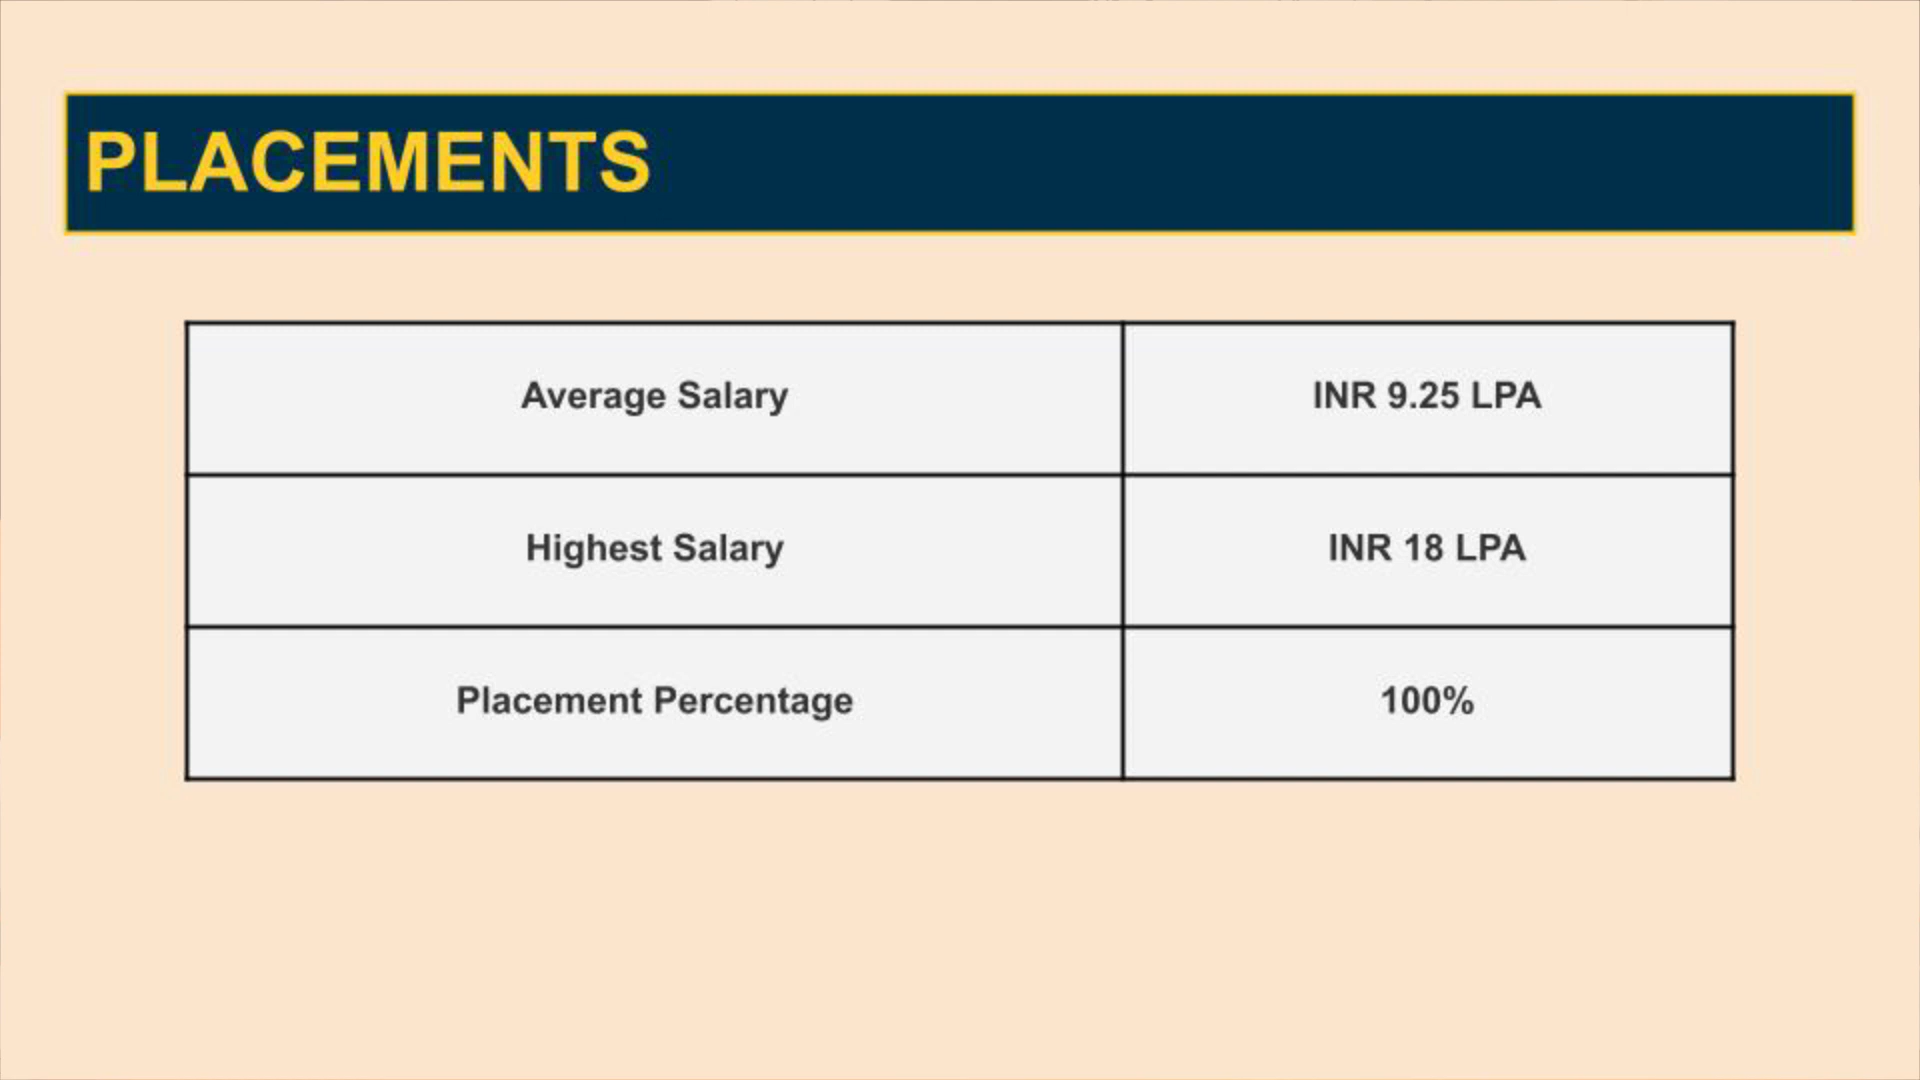 PLACEMENTS
Average Salary
INR 9.25 LPA
Highest Salary
INR 18 LPA
Placement Percentage
100%